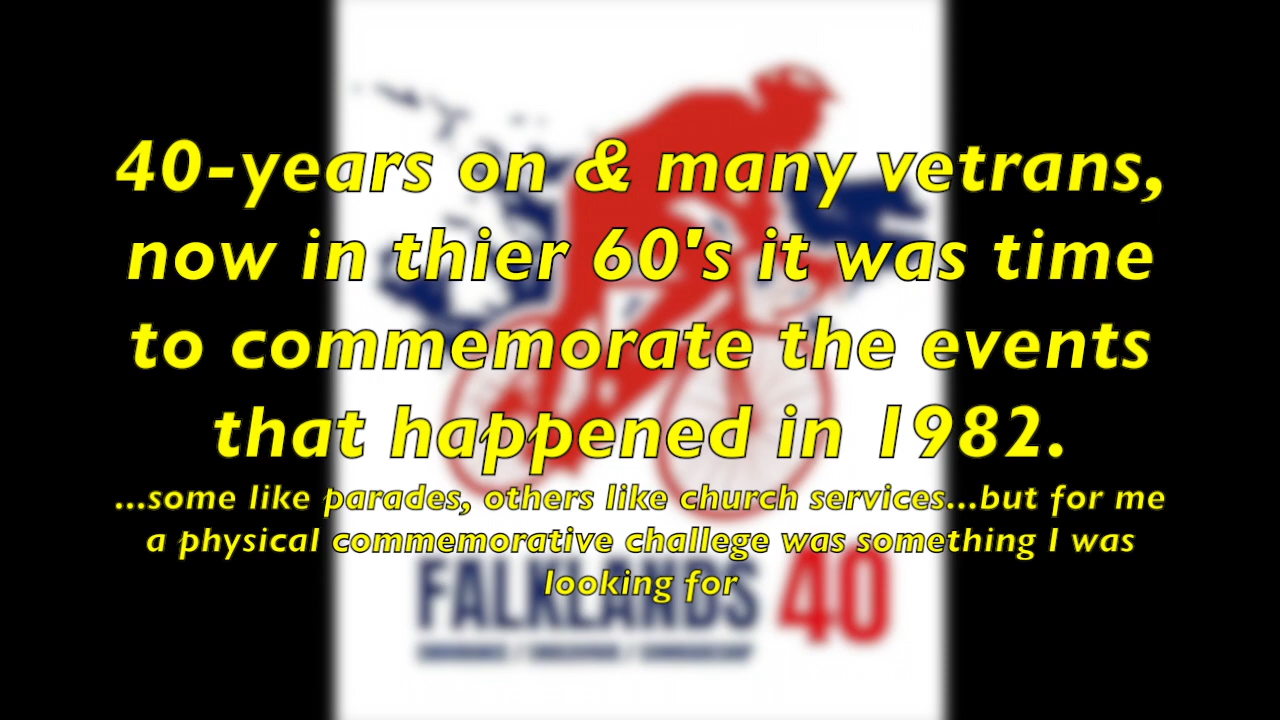 40-years on & many vetrans,
now in thier 60's it was time
to commemorate the events
that happened in 1982.
...some like parades, others like church services...but for me
a physical commemorative challege was something I was
looking for
FALKLANDS 40